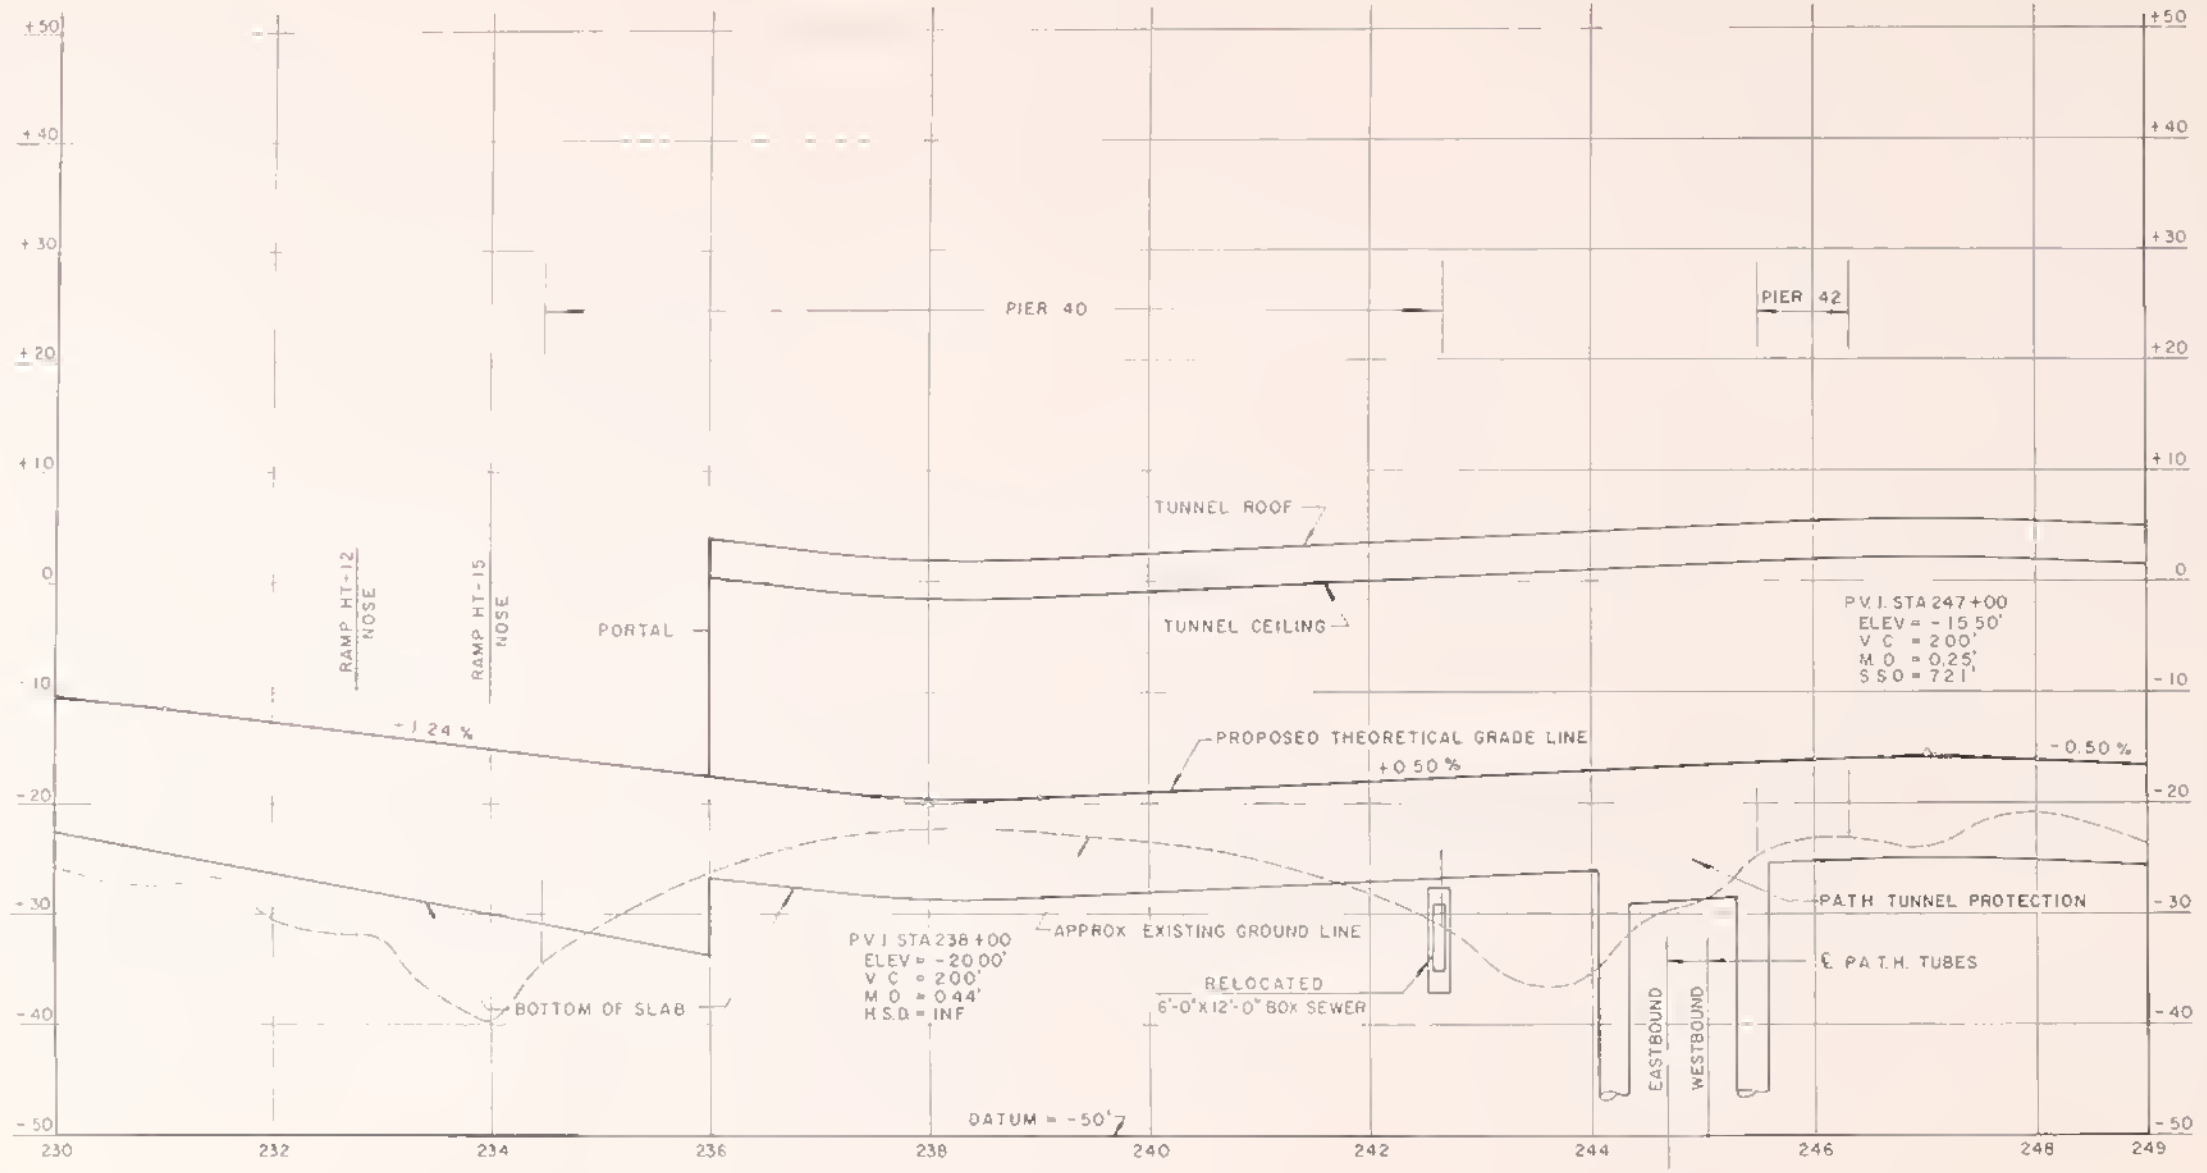 +50
+50
+40
+40
+30
+30
PIER 40
PIER 42
+20
+20
+10
+10
TUNNEL ROOF
0
0
RAMP HT-12
NOSE
RAMP HT-15
NOSE
PORTAL
TUNNEL CEILING
P.V.I. STA 247+00
ELEV = -15.50'
V C = 200'
M.O. = 0.25'
S S D = 721'
-10
-10
1.24 %
PROPOSED THEORETICAL GRADE LINE
+0.50 %
-0.50 %
-20
-20
-30
-30
PATH TUNNEL PROTECTION
APPROX EXISTING GROUND LINE
P V I STA 238+00
ELEV = -20.00'
V C = 200'
M O = 0.44'
H.S.D. = INF
℄ P.A.T.H. TUBES
RELOCATED
6'-0"X12'-0" BOX SEWER
BOTTOM OF SLAB
EASTBOUND
WESTBOUND
-40
-40
DATUM = -50'
-50
-50
230
232
234
236
238
240
242
244
246
248
249